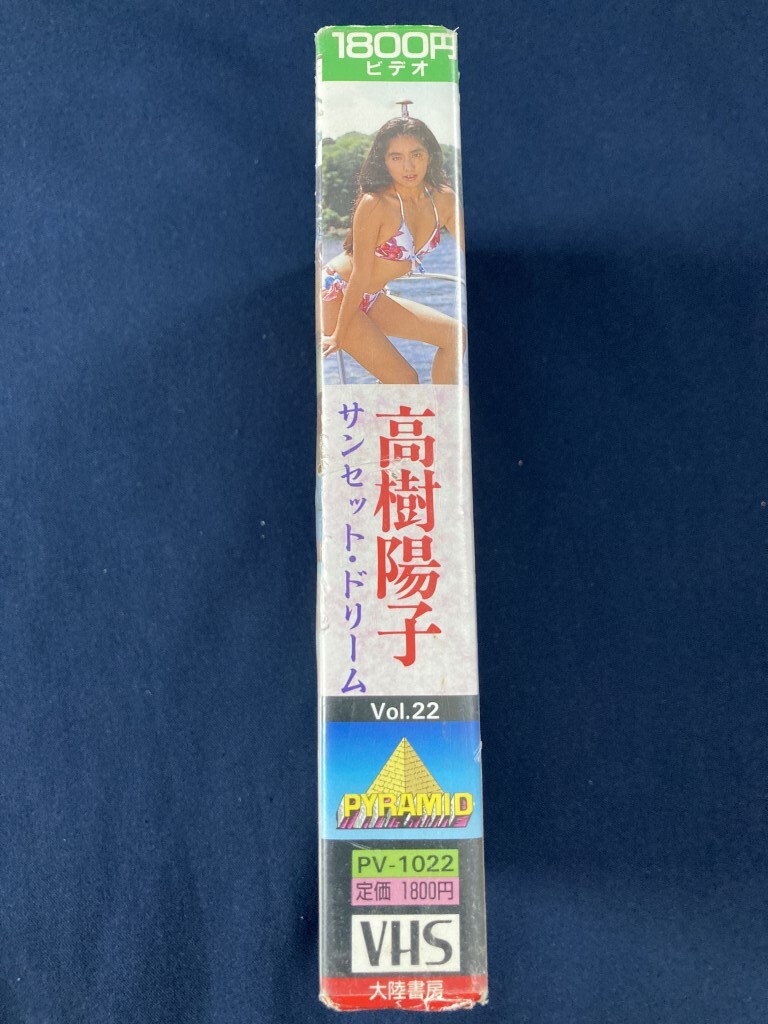 1800円
ビデオ
高樹陽子
サンセット・ドリーム
Vol.22
PYRAMID
PV-1022
定価 1800円
VHS
大陸書房